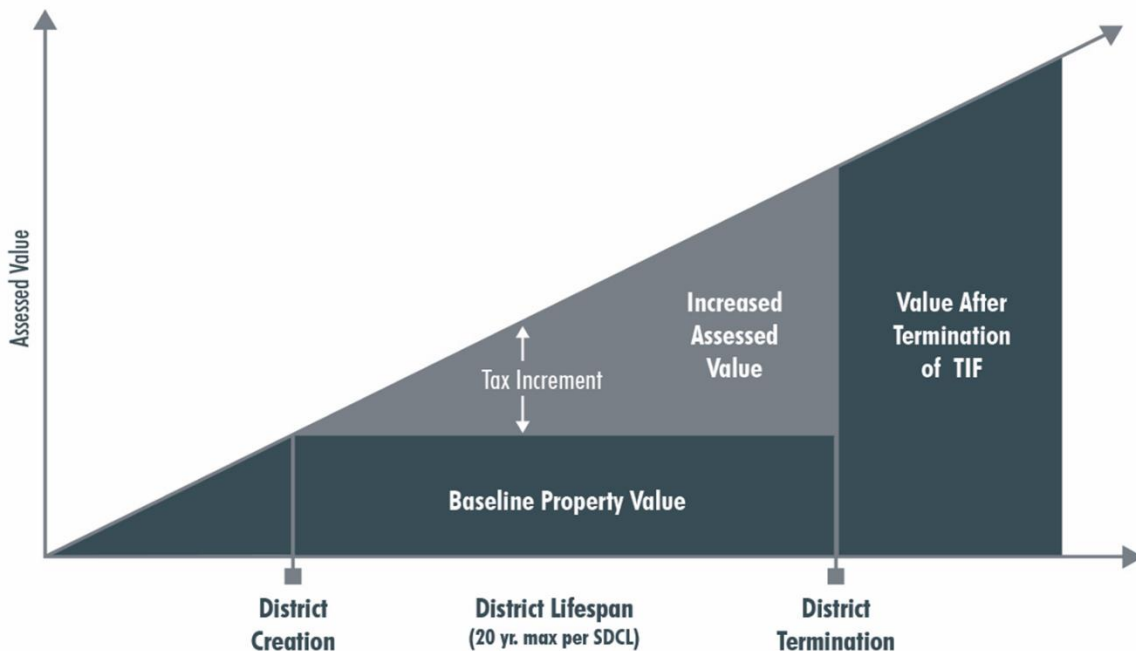 Assessed Value
Increased
Assessed
Value
Value After
Termination
of TIF
Tax Increment
Baseline Property Value
District
Creation
District Lifespan
(20 yr. max per SDCL)
District
Termination